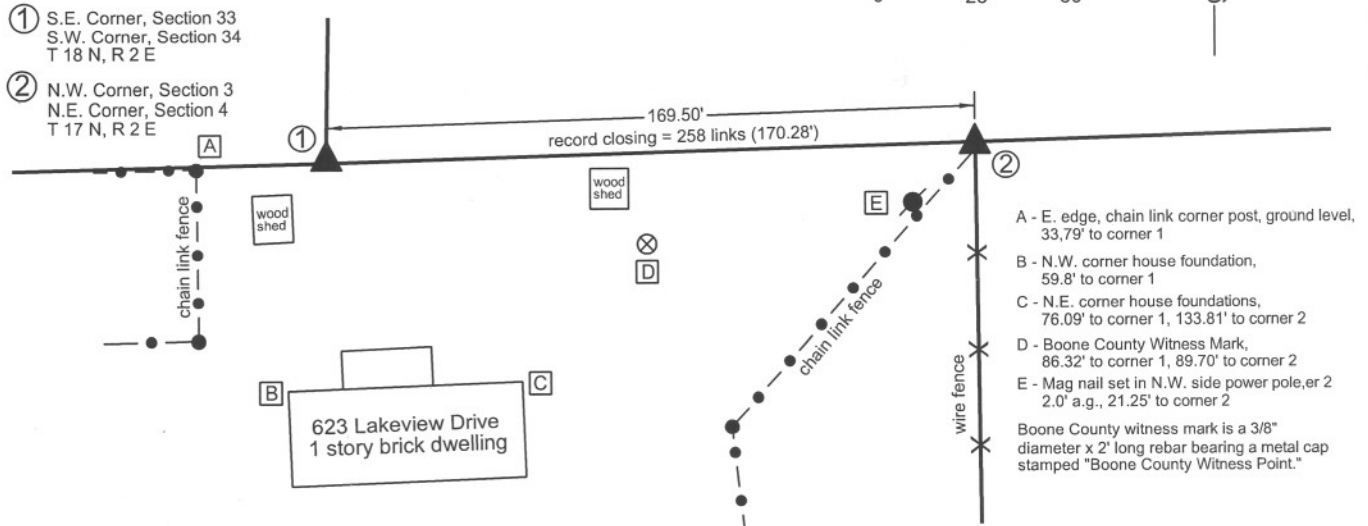 ① S.E. Corner, Section 33
S.W. Corner, Section 34
T 18 N, R 2 E
② N.W. Corner, Section 3
N.E. Corner, Section 4
T 17 N, R 2 E
A
1
169.50'
record closing = 258 links (170.28')
2
wood
shed
wood
shed
chain link fence
D
E
chain link fence
wire fence
B
C
623 Lakeview Drive
1 story brick dwelling
A - E. edge, chain link corner post, ground level,
33,79' to corner 1
B - N.W. corner house foundation,
59.8' to corner 1
C - N.E. corner house foundations,
76.09' to corner 1, 133.81' to corner 2
D - Boone County Witness Mark,
86.32' to corner 1, 89.70' to corner 2
E - Mag nail set in N.W. side power pole,er 2
2.0' a.g., 21.25' to corner 2
Boone County witness mark is a 3/8"
diameter x 2' long rebar bearing a metal cap
stamped "Boone County Witness Point."